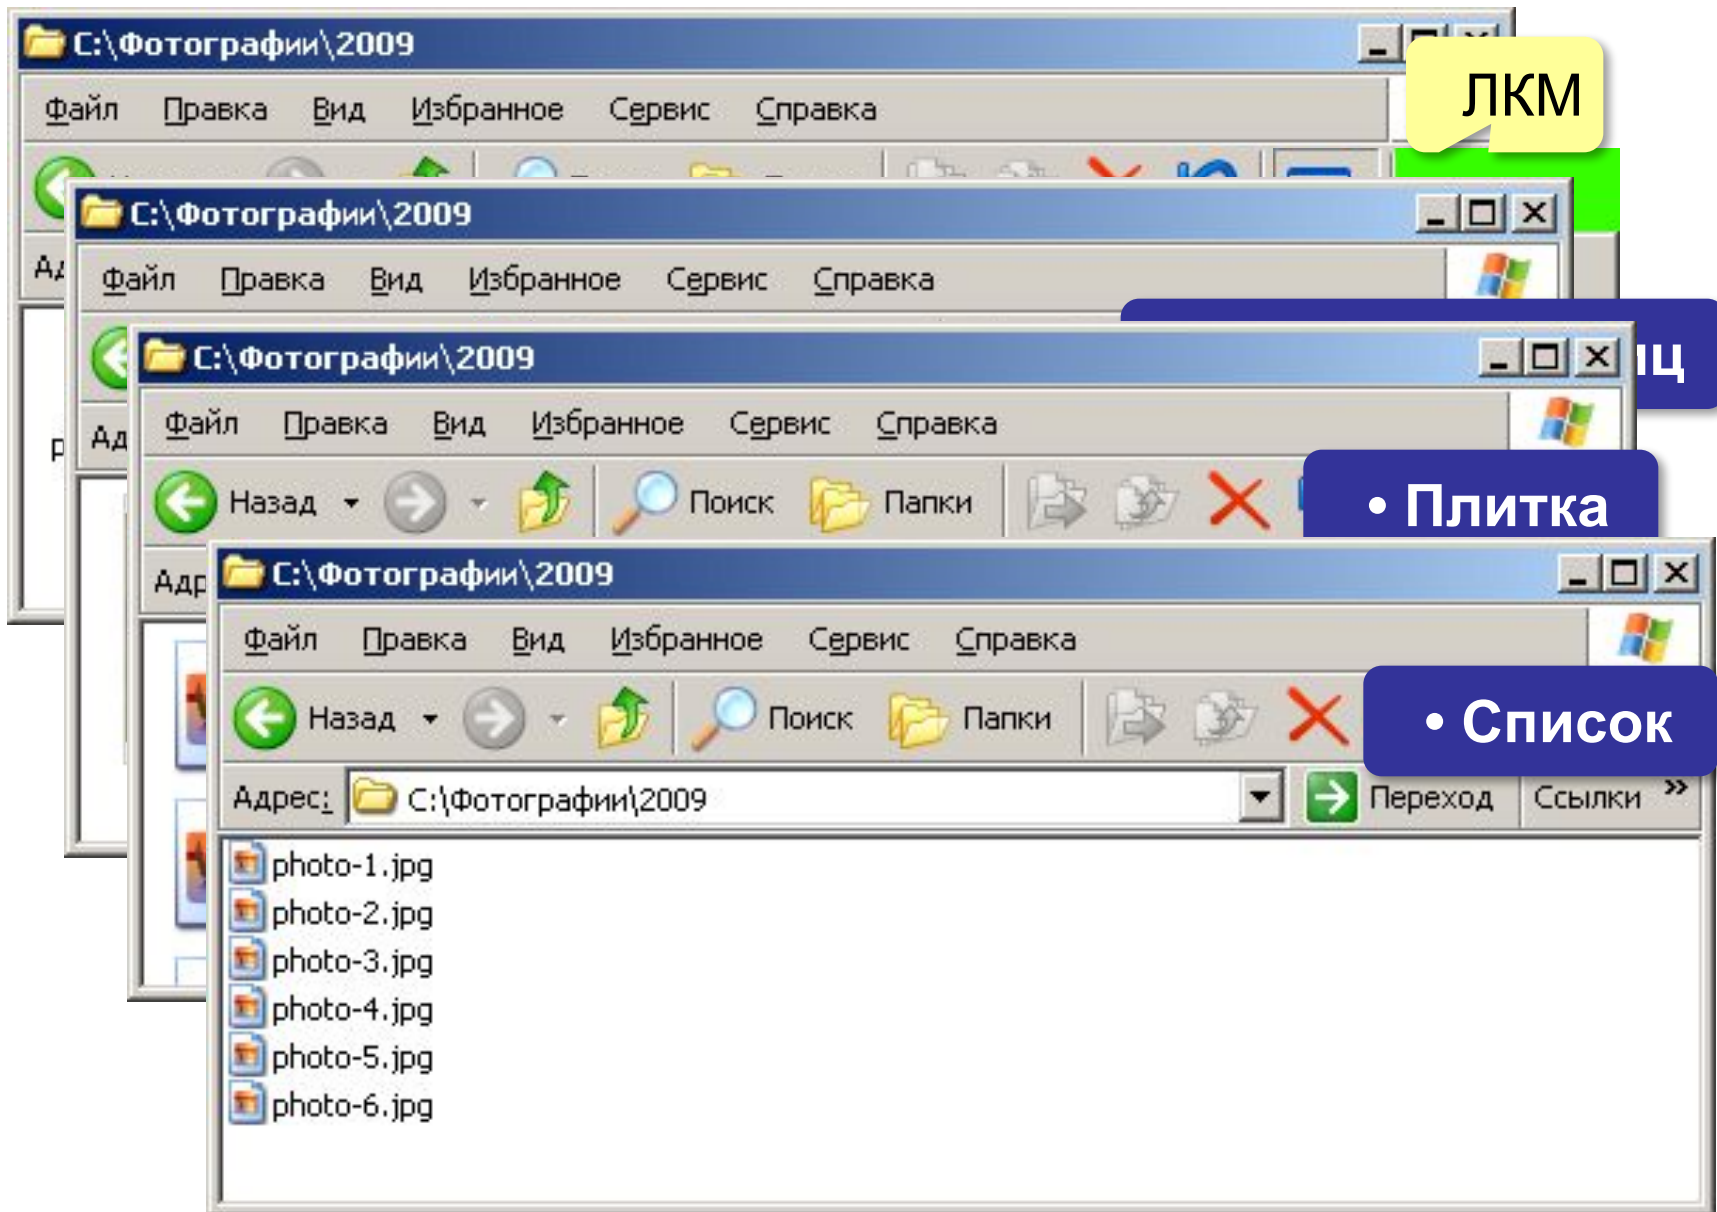 C:\Фотографии\2009
ЛКМ
Файл Правка Вид Избранное Сервис Справка
C:\Фотографии\2009
Файл Правка Вид Избранное Сервис Справка
C:\Фотографии\2009
Файл Правка Вид Избранное Сервис Справка
Назад Поиск Папки
• Плитка
C:\Фотографии\2009
Файл Правка Вид Избранное Сервис Справка
Назад Поиск Папки
• Список
Адрес: C:\Фотографии\2009 Переход Ссылки »
photo-1.jpg
photo-2.jpg
photo-3.jpg
photo-4.jpg
photo-5.jpg
photo-6.jpg